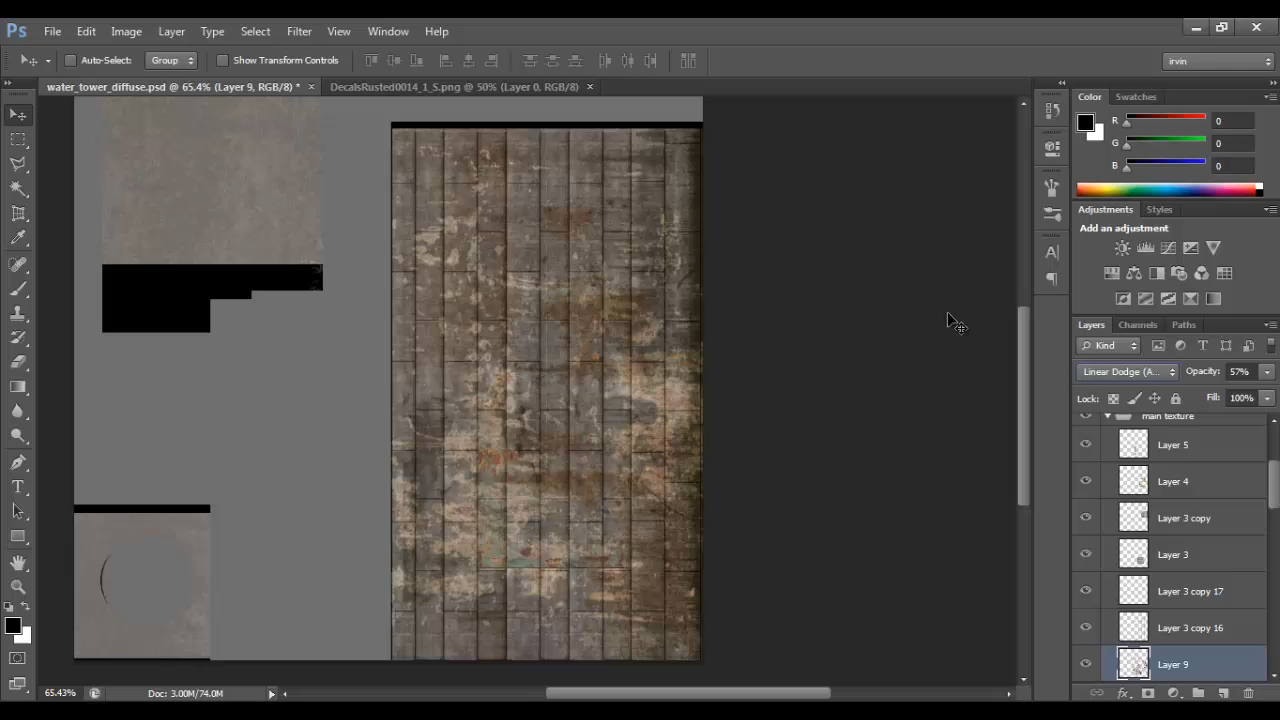 Ps File Edit Image Layer Type Select Filter View Window Help
Auto-Select: Group Show Transform Controls irvin
water_tower_diffuse.psd @ 65.4% (Layer 9, RGB/8) * × DecalsRusted0014_1_S.png @ 50% (Layer 0, RGB/8) ×
Color Swatches
R 0
G 0
B 0
Adjustments Styles
Add an adjustment
Layers Channels Paths
Kind
Linear Dodge (A... Opacity: 57%
Lock: Fill: 100%
main texture
Layer 5
Layer 4
Layer 3 copy
Layer 3
Layer 3 copy 17
Layer 3 copy 16
Layer 9
65.43% Doc: 3.00M/74.0M